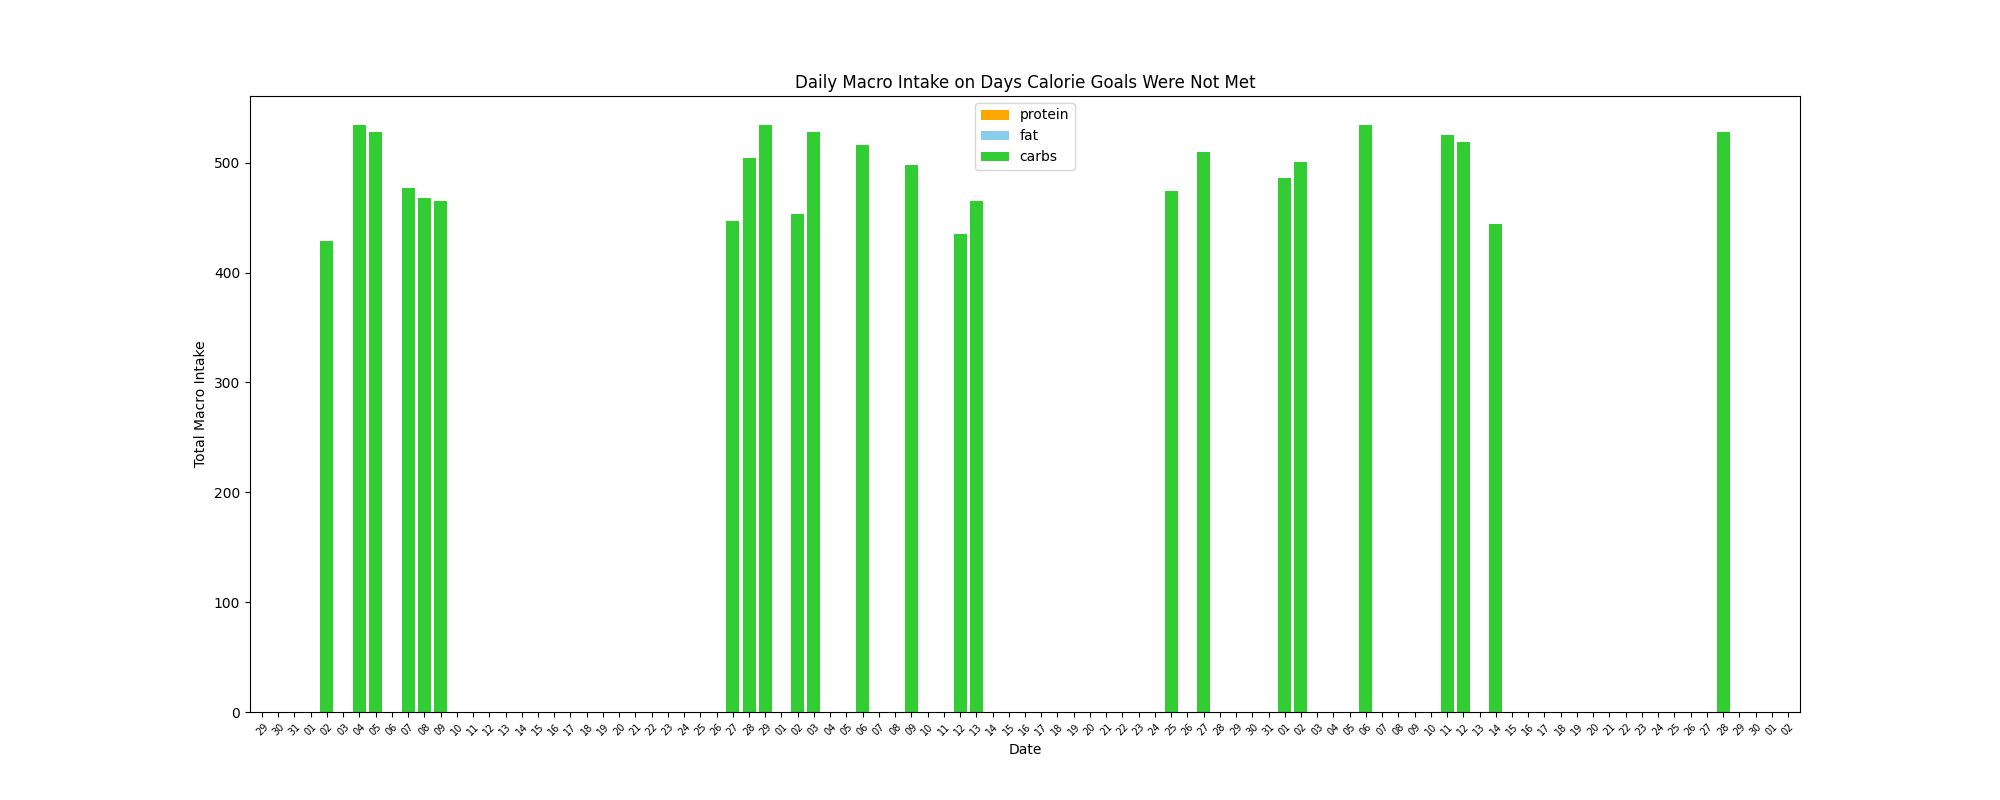 Daily Macro Intake on Days Calorie Goals Were Not Met
protein
fat
carbs
500
400
300
200
100
0
Total Macro Intake
29 30 31 01 02 03 04 05 06 07 08 09 10 11 12 13 14 15 16 17 18 19 20 21 22 23 24 25 26 27 28 29 01 02 03 04 05 06 07 08 09 10 11 12 13 14 15 16 17 18 19 20 21 22 23 24 25 26 27 28 29 30 31 01 02 03 04 05 06 07 08 09 10 11 12 13 14 15 16 17 18 19 20 21 22 23 24 25 26 27 28 29 30 01 02
Date